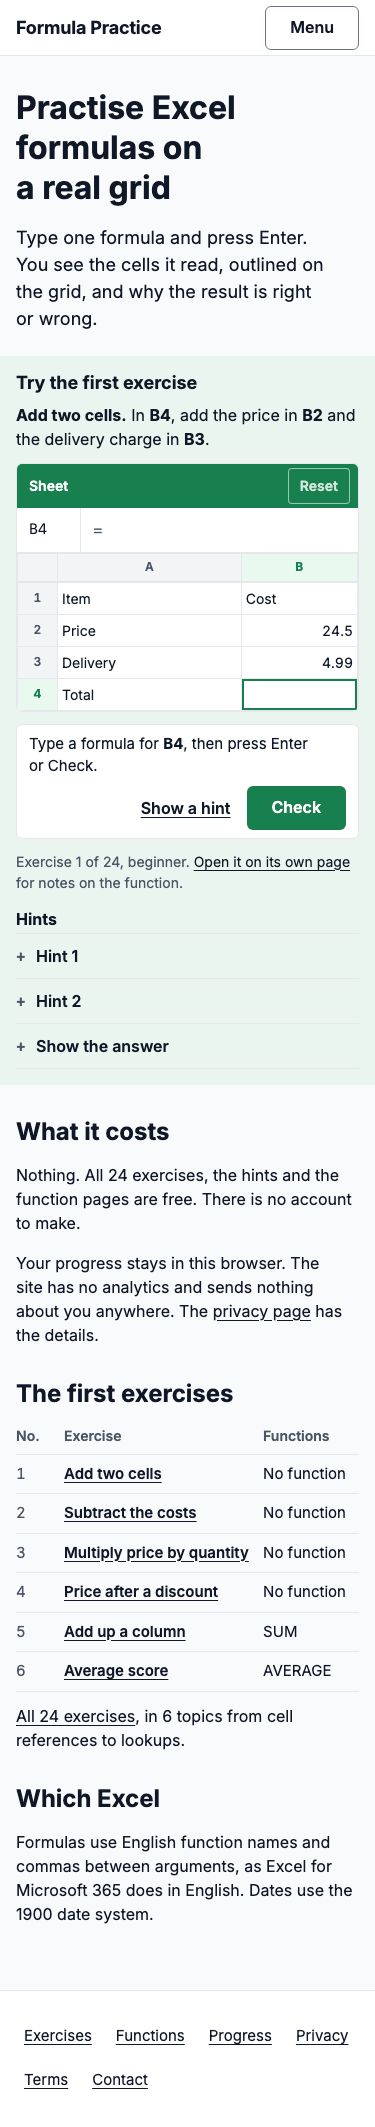 Formula Practice
Menu
Practise Excel
formulas on
a real grid
Type one formula and press Enter.
You see the cells it read, outlined on
the grid, and why the result is right
or wrong.
Try the first exercise
Add two cells. In B4, add the price in B2 and
the delivery charge in B3.
Sheet
Reset
B4 =
A B
1 Item Cost
2 Price 24.5
3 Delivery 4.99
4 Total
Type a formula for B4, then press Enter
or Check.
Show a hint
Check
Exercise 1 of 24, beginner. Open it on its own page
for notes on the function.
Hints
+ Hint 1
+ Hint 2
+ Show the answer
What it costs
Nothing. All 24 exercises, the hints and the
function pages are free. There is no account
to make.
Your progress stays in this browser. The
site has no analytics and sends nothing
about you anywhere. The privacy page has
the details.
The first exercises
No. Exercise Functions
1 Add two cells No function
2 Subtract the costs No function
3 Multiply price by quantity No function
4 Price after a discount No function
5 Add up a column SUM
6 Average score AVERAGE
All 24 exercises, in 6 topics from cell
references to lookups.
Which Excel
Formulas use English function names and
commas between arguments, as Excel for
Microsoft 365 does in English. Dates use the
1900 date system.
Exercises Functions Progress Privacy
Terms Contact